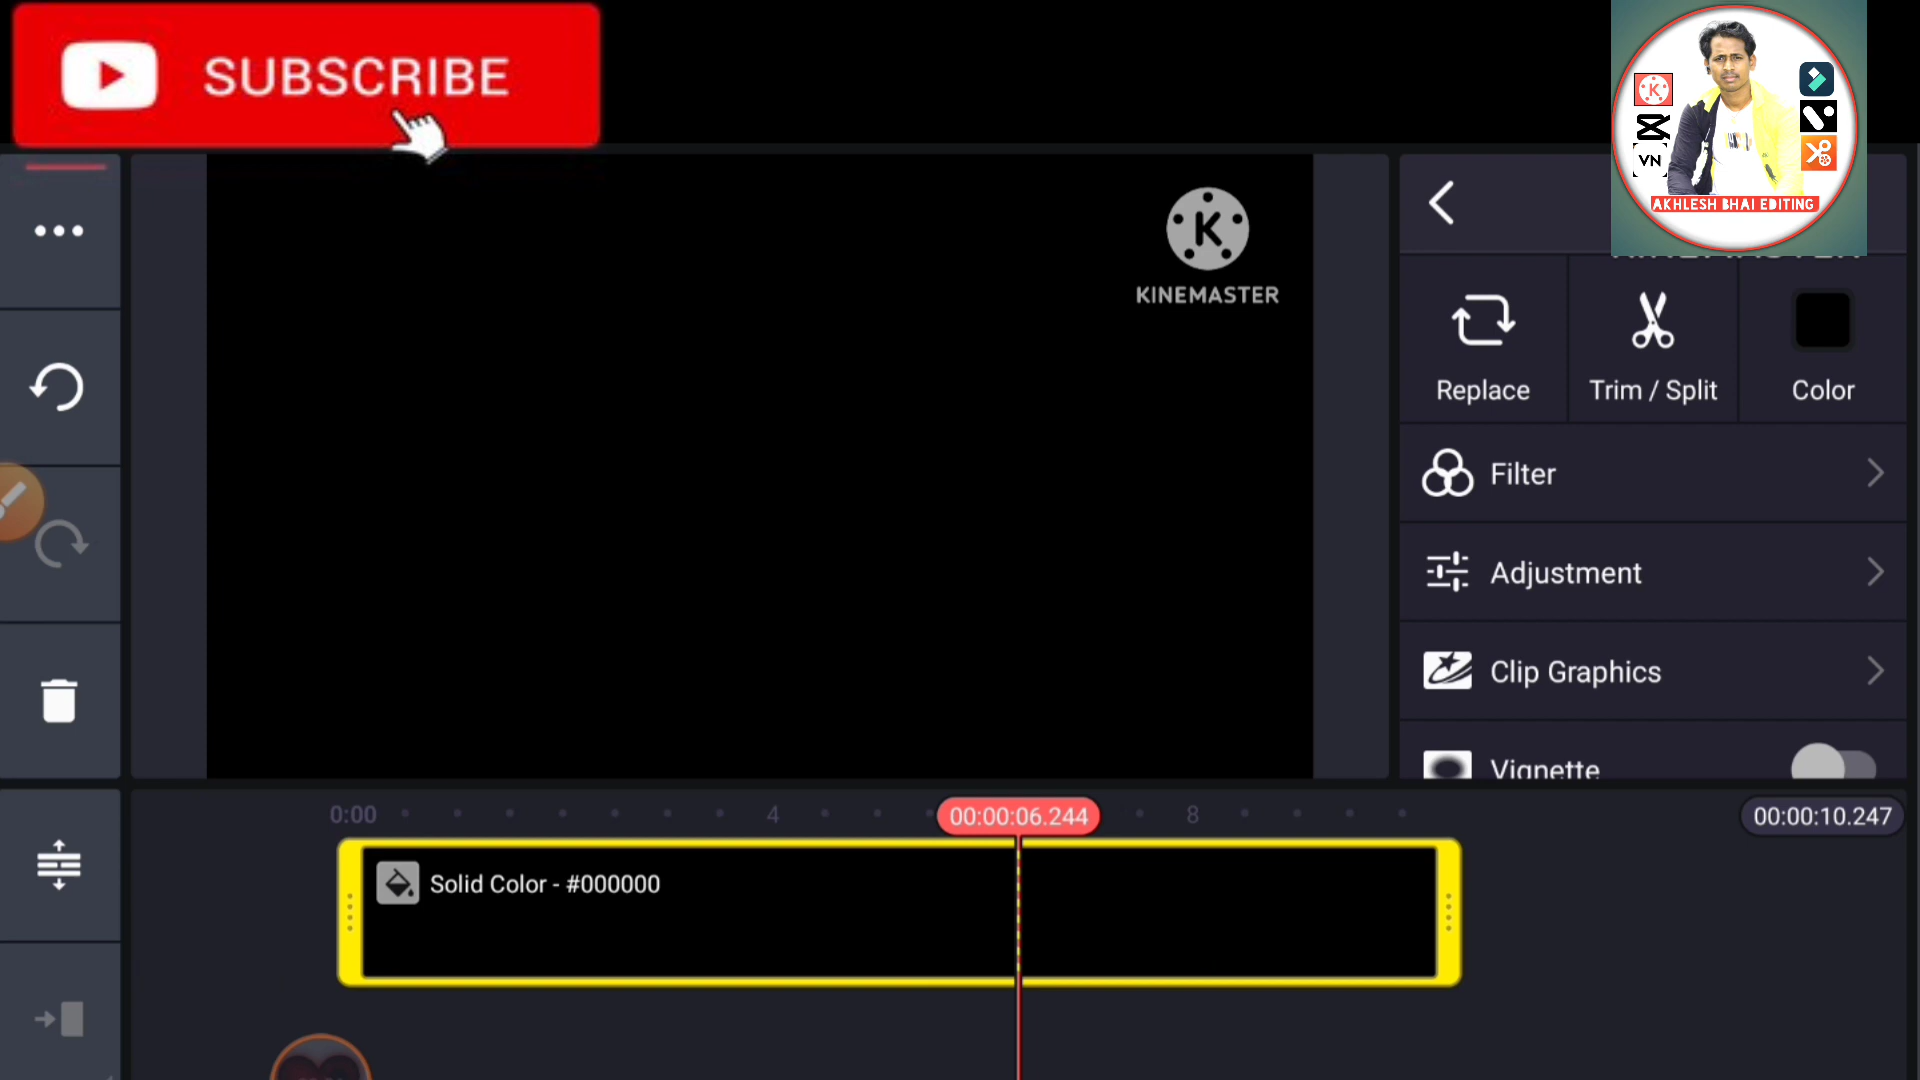 SUBSCRIBE
K
VN
AKHLESH BHAI EDITING
K
KINEMASTER
Replace
Trim / Split
Color
Filter
Adjustment
Clip Graphics
Vignette
0:00
4
00:00:06.244
8
00:00:10.247
Solid Color - #000000